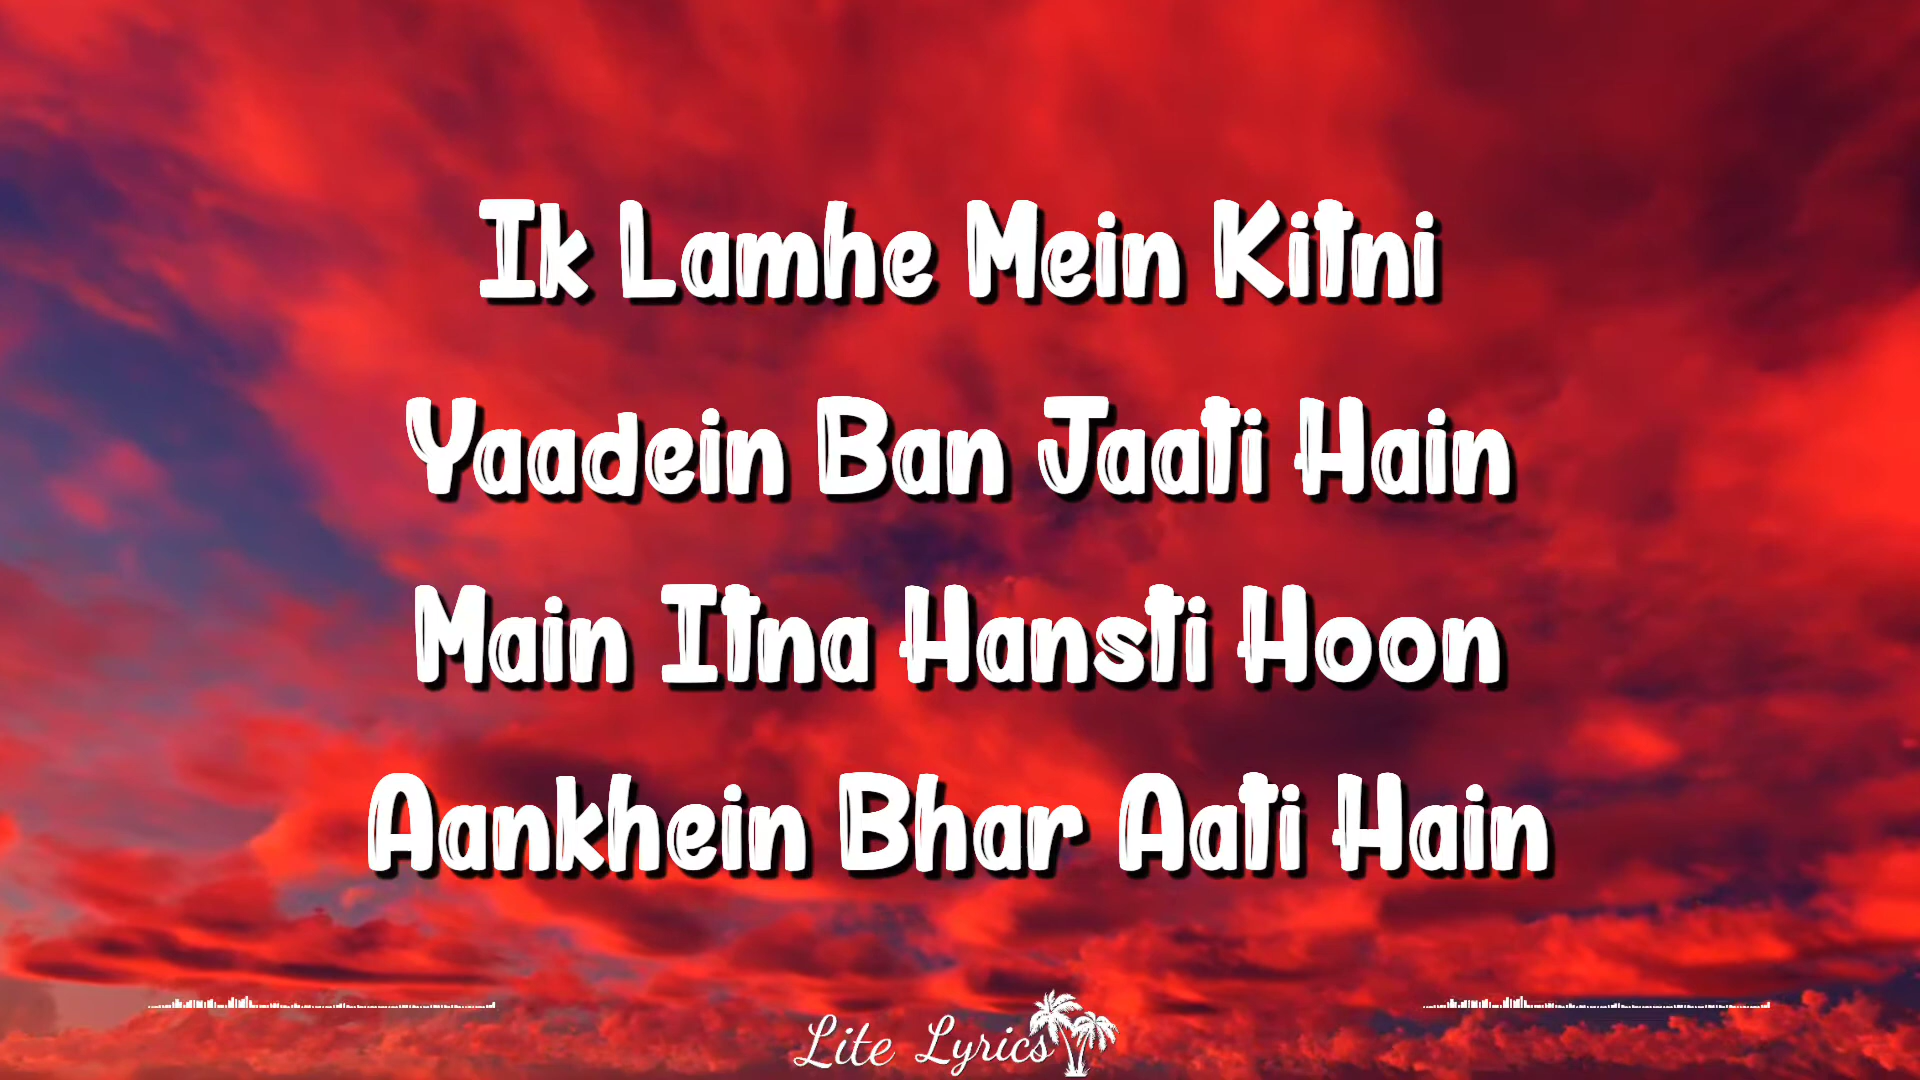 Ik Lamhe Mein Kitni
Yaadein Ban Jaati Hain
Main Itna Hansti Hoon
Aankhein Bhar Aati Hain
Lite Lyrics